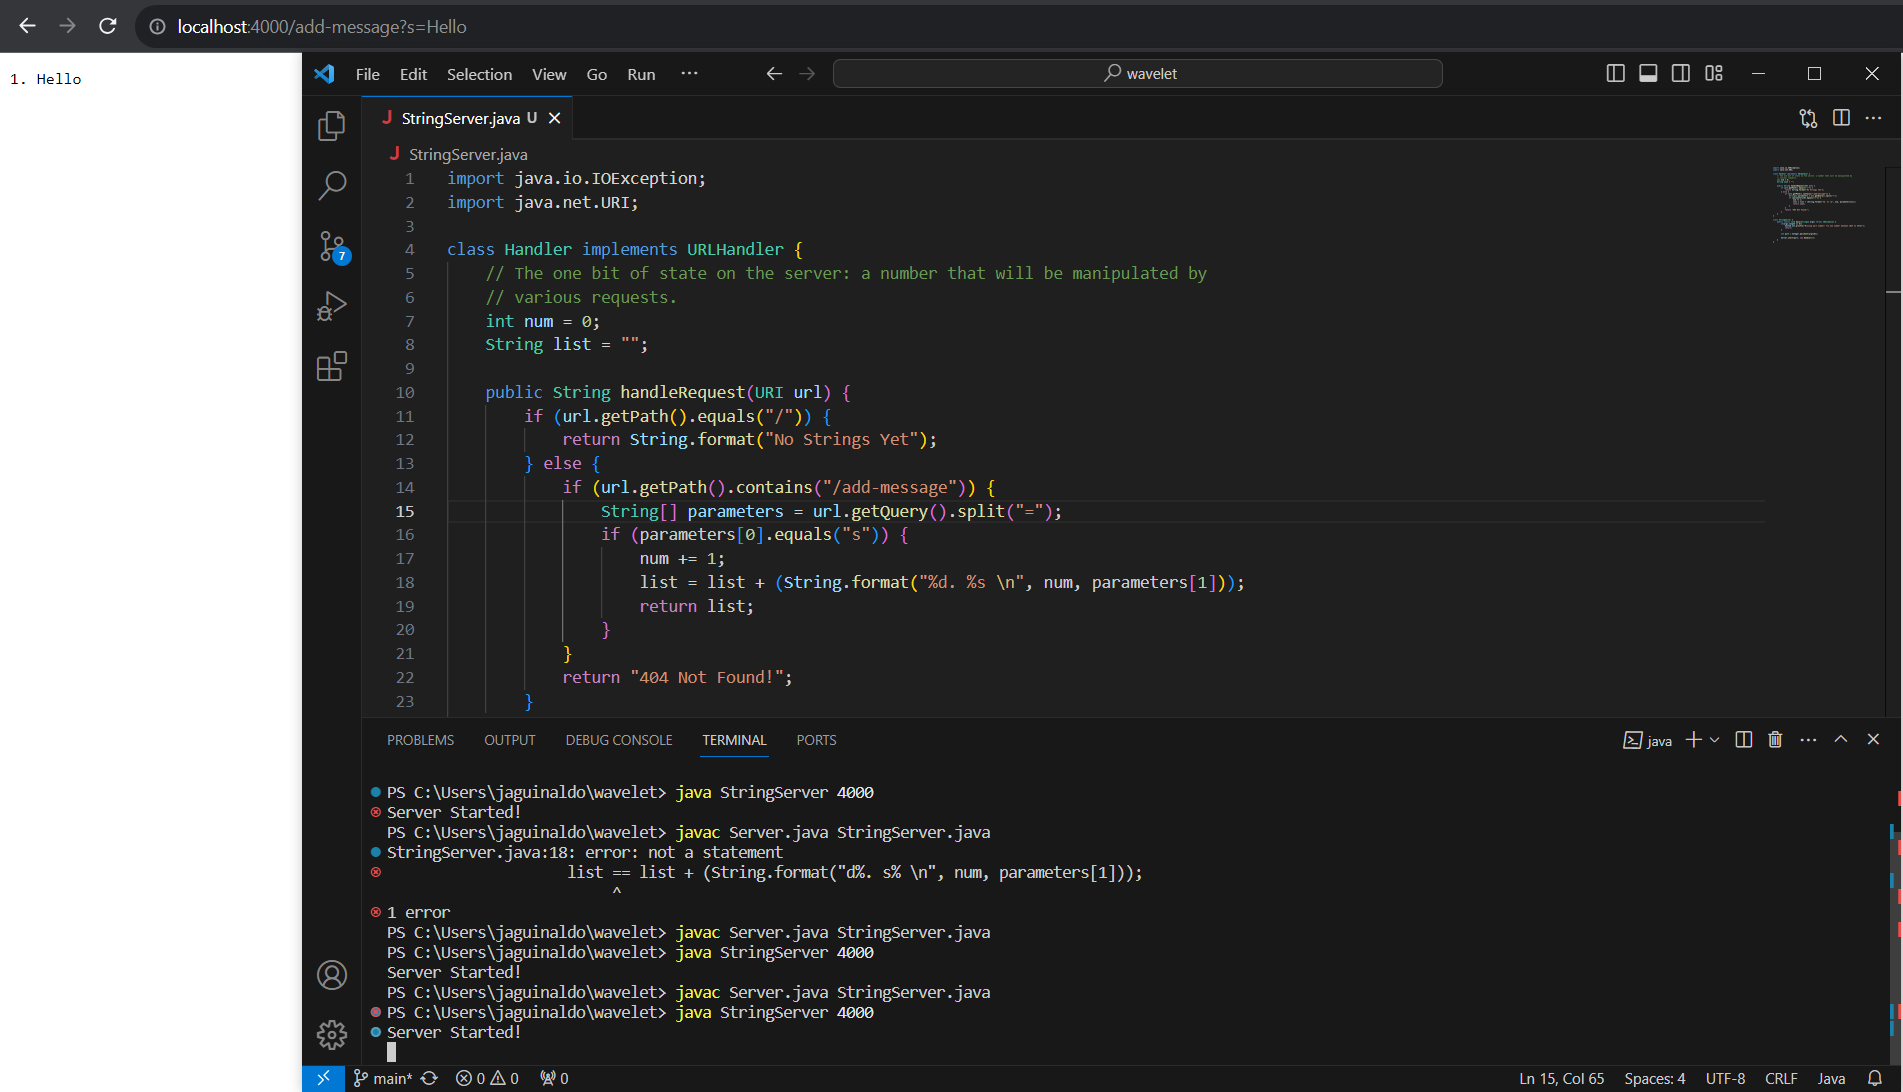 localhost:4000/add-message?s=Hello
1. Hello
File Edit Selection View Go Run ··· wavelet
StringServer.java U
StringServer.java
1 import java.io.IOException;
2 import java.net.URI;
3
4 class Handler implements URLHandler {
5 // The one bit of state on the server: a number that will be manipulated by
6 // various requests.
7 int num = 0;
8 String list = "";
9
10 public String handleRequest(URI url) {
11 if (url.getPath().equals("/")) {
12 return String.format("No Strings Yet");
13 } else {
14 if (url.getPath().contains("/add-message")) {
15 String[] parameters = url.getQuery().split("=");
16 if (parameters[0].equals("s")) {
17 num += 1;
18 list = list + (String.format("%d. %s \n", num, parameters[1]));
19 return list;
20 }
21 }
22 return "404 Not Found!";
23 }
7
PROBLEMS OUTPUT DEBUG CONSOLE TERMINAL PORTS java
PS C:\Users\jaguinaldo\wavelet> java StringServer 4000
Server Started!
PS C:\Users\jaguinaldo\wavelet> javac Server.java StringServer.java
StringServer.java:18: error: not a statement
list == list + (String.format("d%. s% \n", num, parameters[1]));
^
1 error
PS C:\Users\jaguinaldo\wavelet> javac Server.java StringServer.java
PS C:\Users\jaguinaldo\wavelet> java StringServer 4000
Server Started!
PS C:\Users\jaguinaldo\wavelet> javac Server.java StringServer.java
PS C:\Users\jaguinaldo\wavelet> java StringServer 4000
Server Started!
main* 0 0 0 Ln 15, Col 65 Spaces: 4 UTF-8 CRLF Java